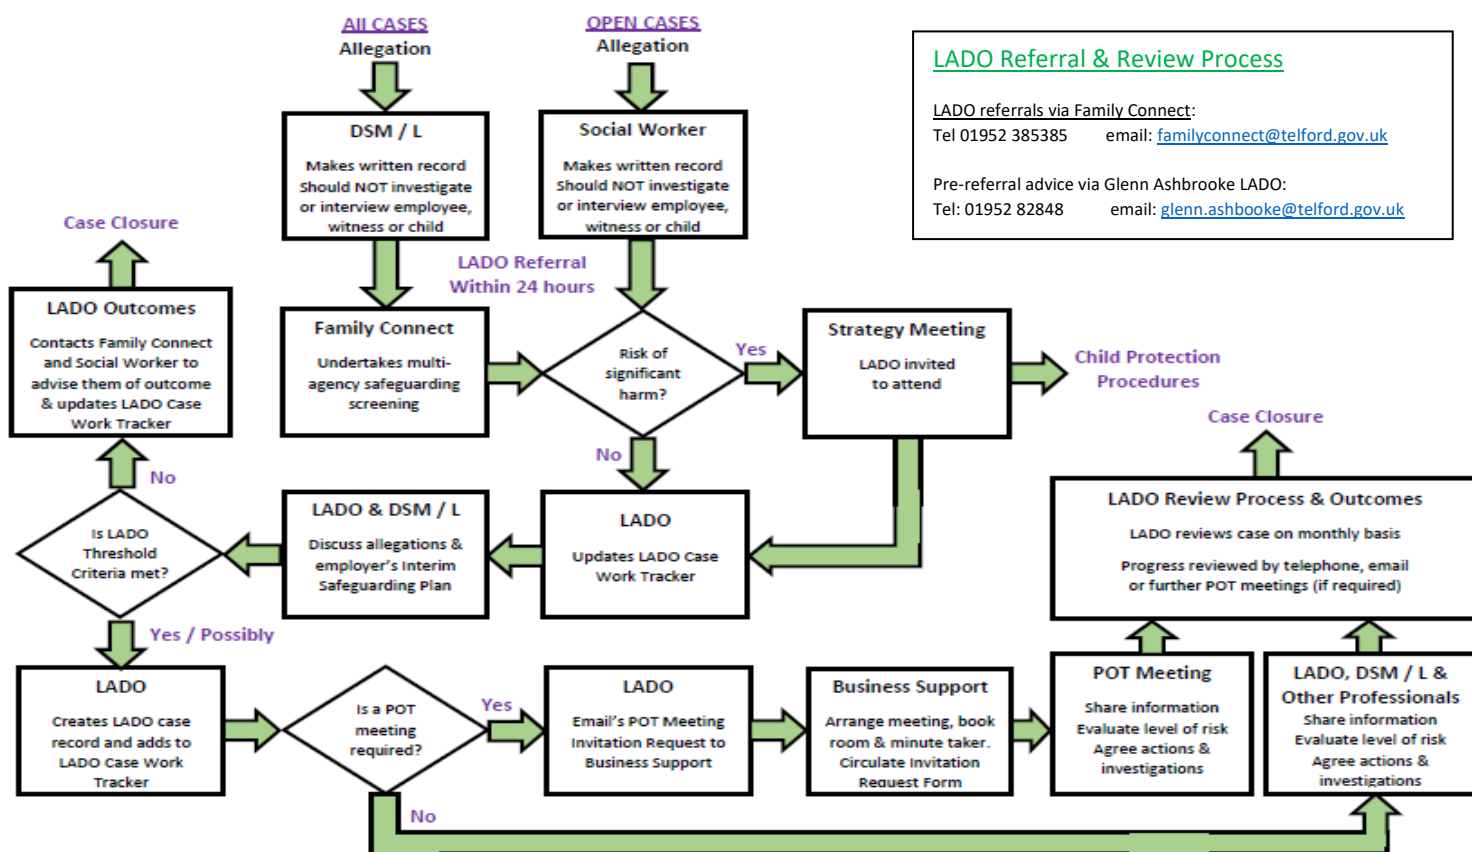 All CASES
Allegation
OPEN CASES
Allegation
LADO Referral & Review Process
LADO referrals via Family Connect:
Tel 01952 385385 email: familyconnect@telford.gov.uk
Pre-referral advice via Glenn Ashbrooke LADO:
Tel: 01952 82848 email: glenn.ashbooke@telford.gov.uk
DSM / L
Makes written record
Should NOT investigate
or interview employee,
witness or child
Social Worker
Makes written record
Should NOT investigate
or interview employee,
witness or child
LADO Referral
Within 24 hours
Family Connect
Undertakes multi-
agency safeguarding
screening
Risk of
significant
harm?
Yes
Strategy Meeting
LADO invited
to attend
Child Protection
Procedures
No
LADO
Updates LADO Case
Work Tracker
LADO & DSM / L
Discuss allegations &
employer's Interim
Safeguarding Plan
Is LADO
Threshold
Criteria met?
No
LADO Outcomes
Contacts Family Connect
and Social Worker to
advise them of outcome
& updates LADO Case
Work Tracker
Case Closure
Yes / Possibly
LADO
Creates LADO case
record and adds to
LADO Case Work
Tracker
Is a POT
meeting
required?
Yes
LADO
Email's POT Meeting
Invitation Request to
Business Support
Business Support
Arrange meeting, book
room & minute taker.
Circulate Invitation
Request Form
POT Meeting
Share information
Evaluate level of risk
Agree actions &
investigations
No
LADO, DSM / L &
Other Professionals
Share information
Evaluate level of risk
Agree actions &
investigations
LADO Review Process & Outcomes
LADO reviews case on monthly basis
Progress reviewed by telephone, email
or further POT meetings (if required)
Case Closure